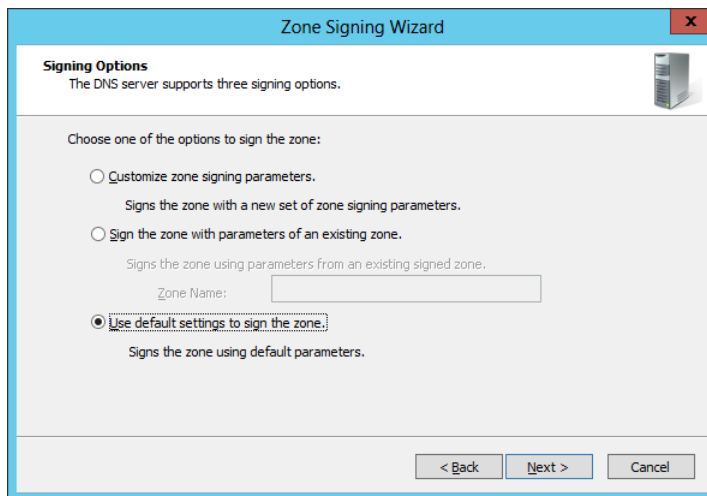 Zone Signing Wizard
x
Signing Options
The DNS server supports three signing options.
Choose one of the options to sign the zone:
Customize zone signing parameters.
Signs the zone with a new set of zone signing parameters.
Sign the zone with parameters of an existing zone.
Signs the zone using parameters from an existing signed zone.
Zone Name:
Use default settings to sign the zone.
Signs the zone using default parameters.
< Back Next > Cancel